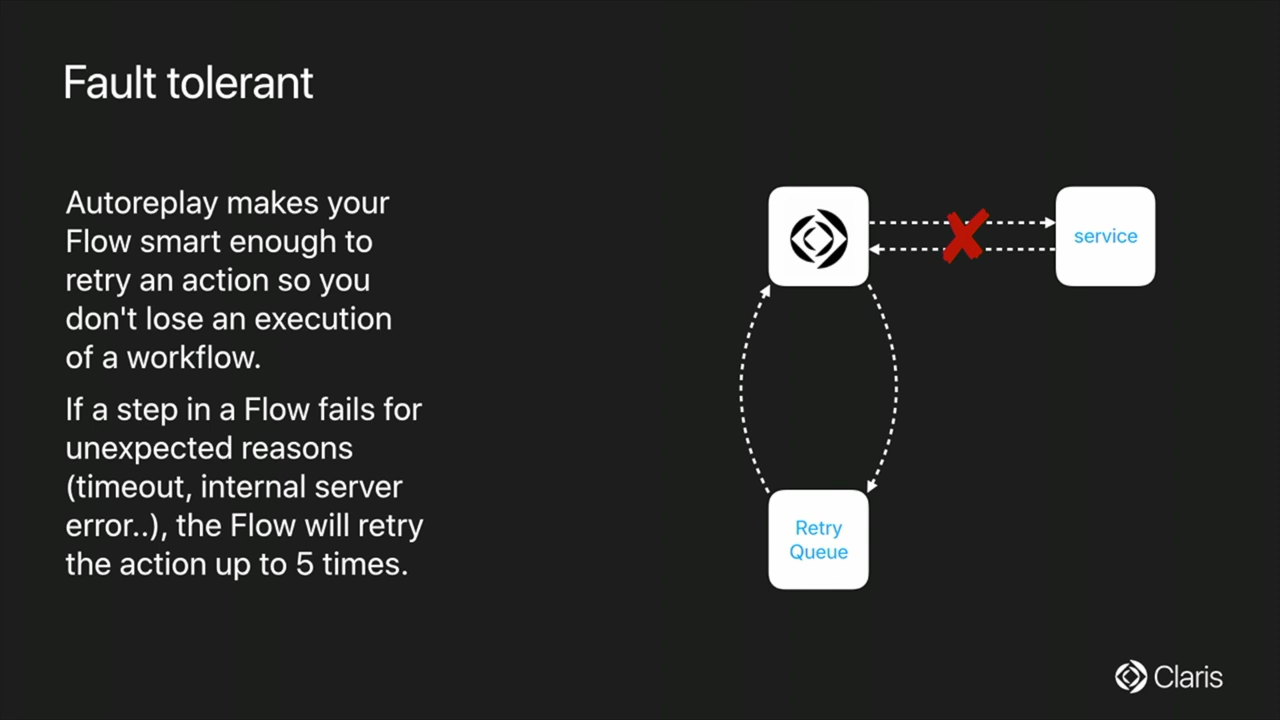 Fault tolerant
Autoreplay makes your
Flow smart enough to
retry an action so you
don't lose an execution
of a workflow.
If a step in a Flow fails for
unexpected reasons
(timeout, internal server
error..), the Flow will retry
the action up to 5 times.
service
Retry
Queue
Claris